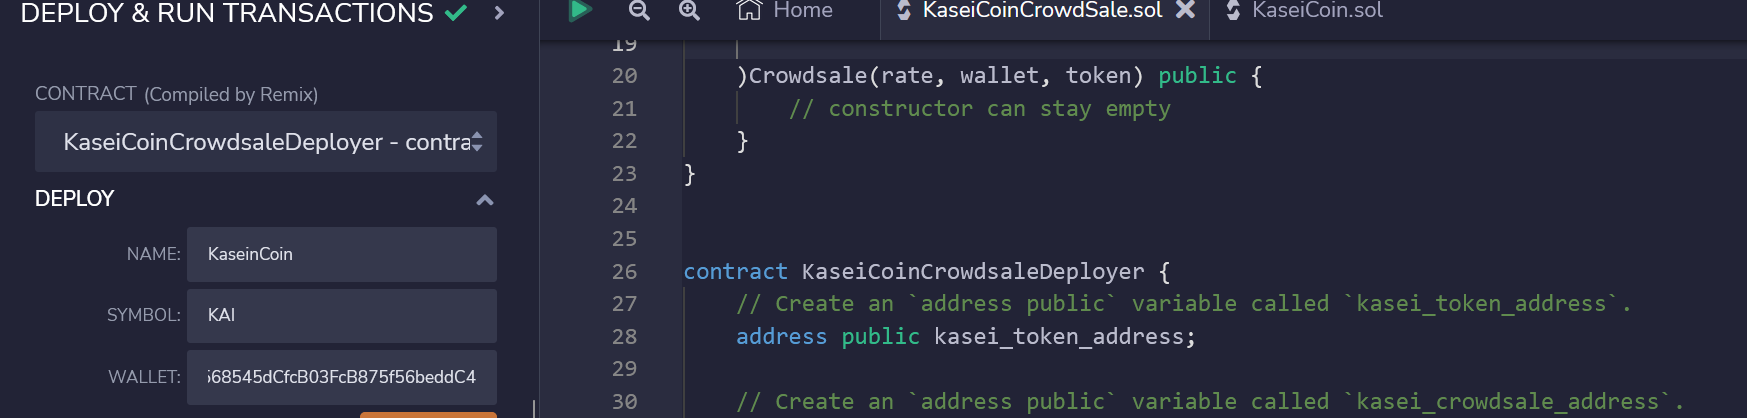 DEPLOY & RUN TRANSACTIONS
CONTRACT (Compiled by Remix)
KaseiCoinCrowdsaleDeployer - contra
DEPLOY
NAME: KaseinCoin
SYMBOL: KAI
WALLET: 568545dCfcB03FcB875f56beddC4
Home KaseiCoinCrowdSale.sol KaseiCoin.sol
19
20 )Crowdsale(rate, wallet, token) public {
21 // constructor can stay empty
22 }
23 }
24
25
26 contract KaseiCoinCrowdsaleDeployer {
27 // Create an `address public` variable called `kasei_token_address`.
28 address public kasei_token_address;
29
30 // Create an `address public` variable called `kasei_crowdsale_address`.